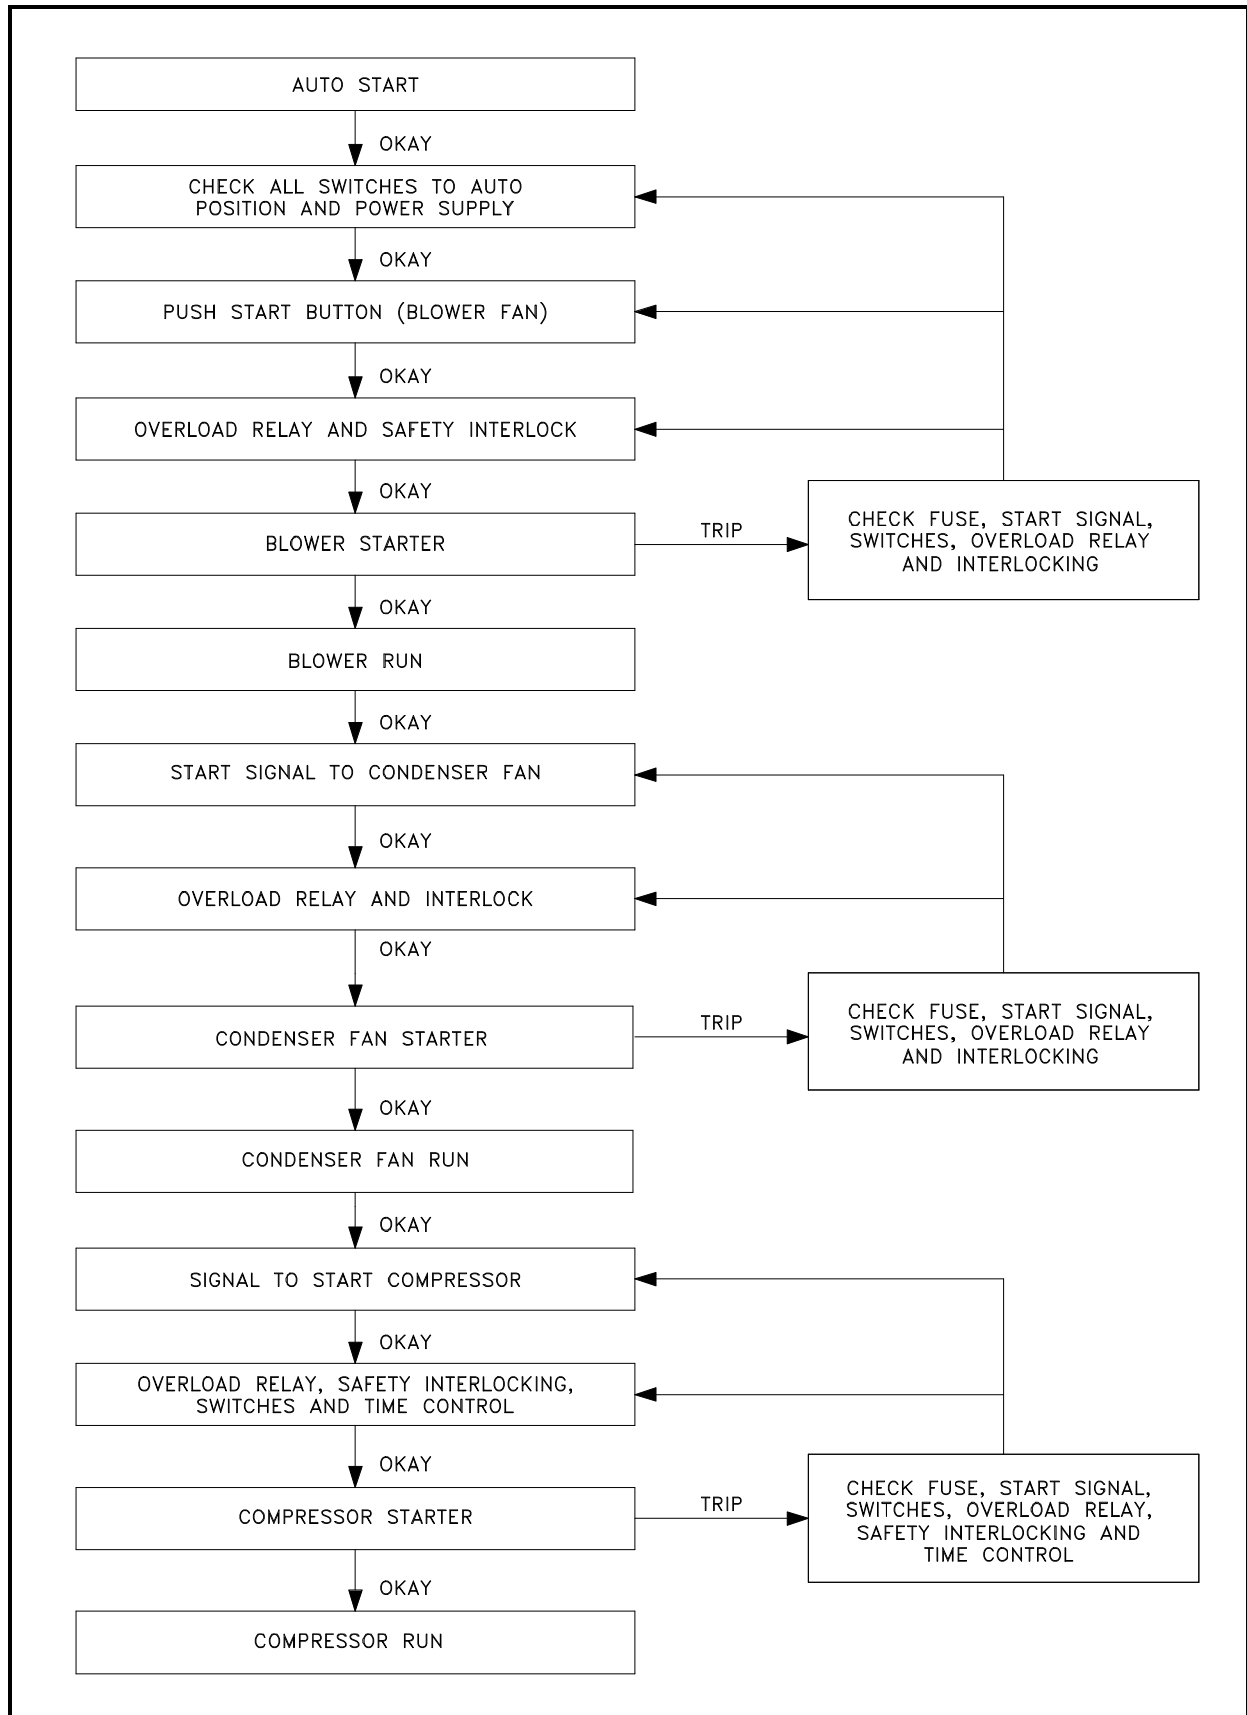 AUTO START
OKAY
CHECK ALL SWITCHES TO AUTO
POSITION AND POWER SUPPLY
OKAY
PUSH START BUTTON (BLOWER FAN)
OKAY
OVERLOAD RELAY AND SAFETY INTERLOCK
OKAY
BLOWER STARTER
TRIP
CHECK FUSE, START SIGNAL,
SWITCHES, OVERLOAD RELAY
AND INTERLOCKING
OKAY
BLOWER RUN
OKAY
START SIGNAL TO CONDENSER FAN
OKAY
OVERLOAD RELAY AND INTERLOCK
OKAY
CONDENSER FAN STARTER
TRIP
CHECK FUSE, START SIGNAL,
SWITCHES, OVERLOAD RELAY
AND INTERLOCKING
OKAY
CONDENSER FAN RUN
OKAY
SIGNAL TO START COMPRESSOR
OKAY
OVERLOAD RELAY, SAFETY INTERLOCKING,
SWITCHES AND TIME CONTROL
OKAY
COMPRESSOR STARTER
TRIP
CHECK FUSE, START SIGNAL,
SWITCHES, OVERLOAD RELAY,
SAFETY INTERLOCKING AND
TIME CONTROL
OKAY
COMPRESSOR RUN